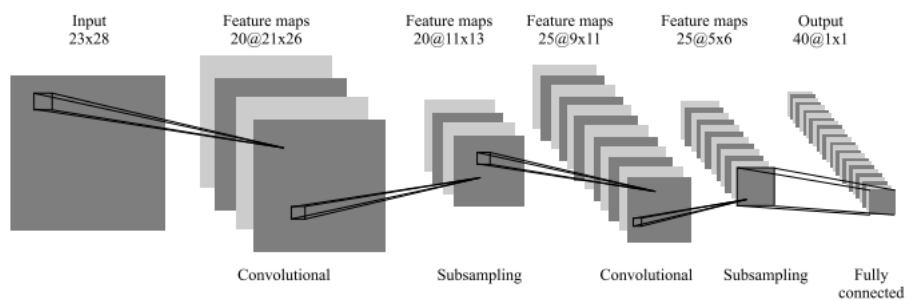 Input
23x28
Feature maps
20@21x26
Feature maps
20@11x13
Feature maps
25@9x11
Feature maps
25@5x6
Output
40@1x1
Convolutional
Subsampling
Convolutional
Subsampling
Fully
connected